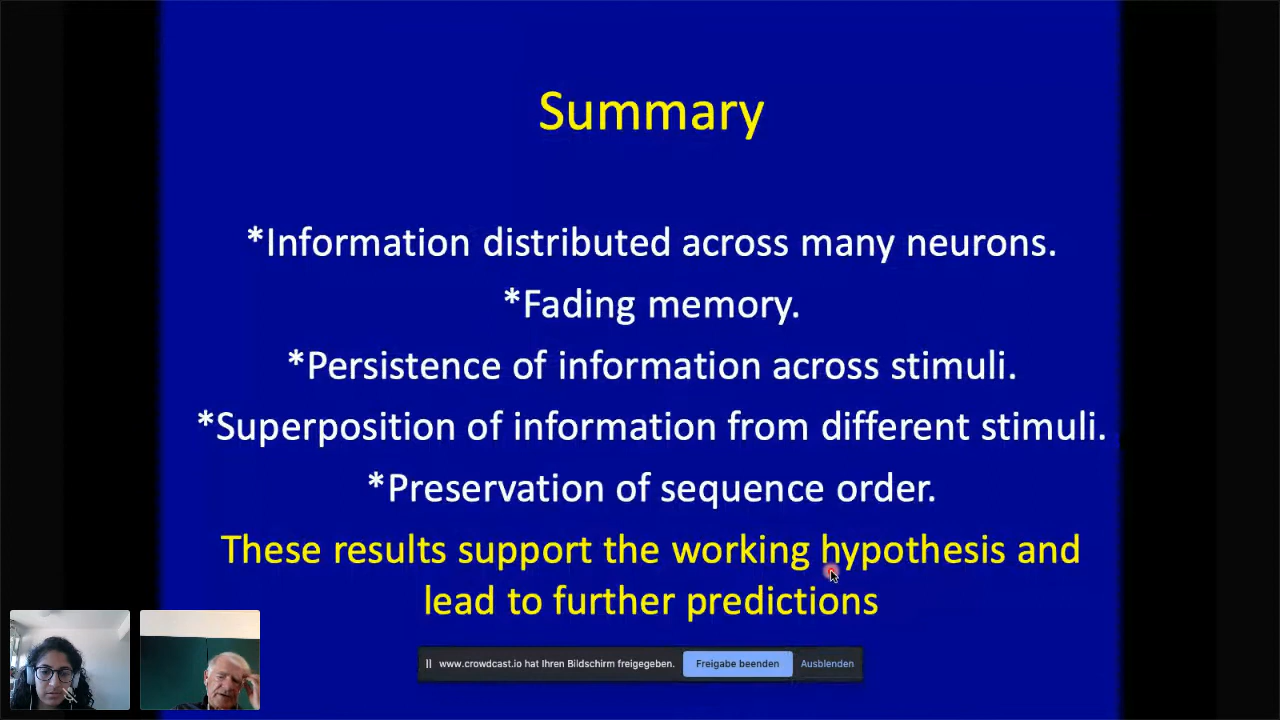 Summary
*Information distributed across many neurons.
*Fading memory.
*Persistence of information across stimuli.
*Superposition of information from different stimuli.
*Preservation of sequence order.
These results support the working hypothesis and
lead to further predictions
www.crowdcast.io hat Ihren Bildschirm freigegeben. Freigabe beenden Ausblenden